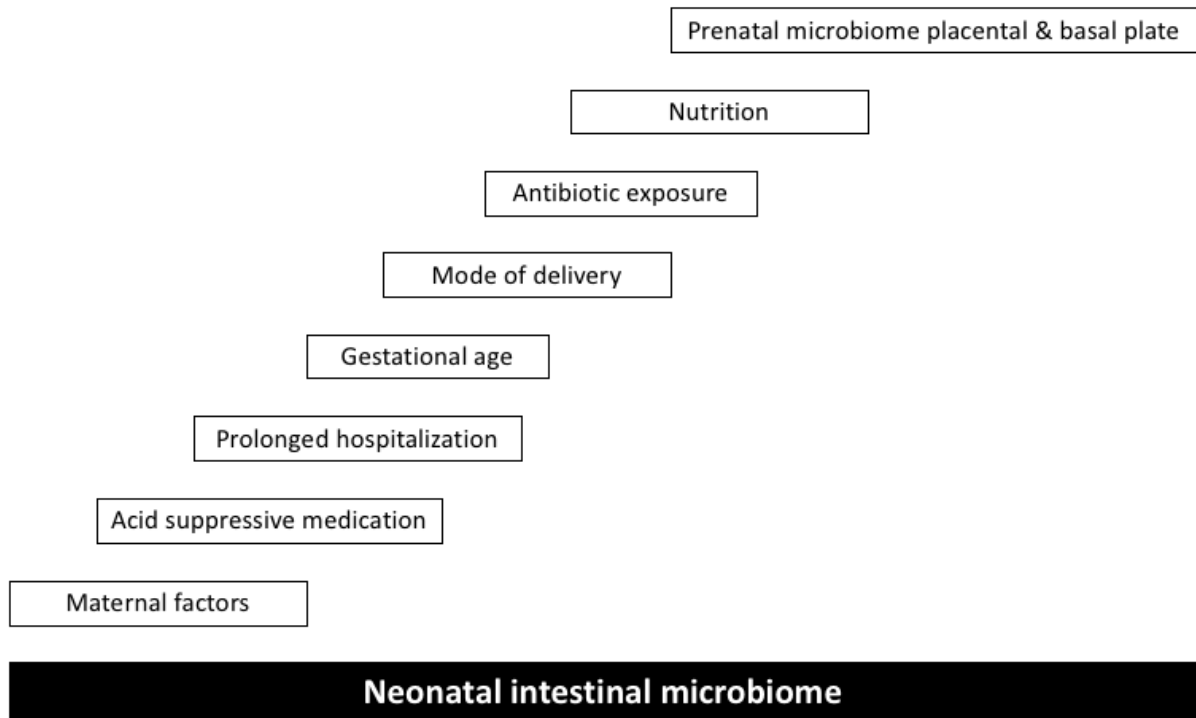 Prenatal microbiome placental & basal plate
Nutrition
Antibiotic exposure
Mode of delivery
Gestational age
Prolonged hospitalization
Acid suppressive medication
Maternal factors
Neonatal intestinal microbiome